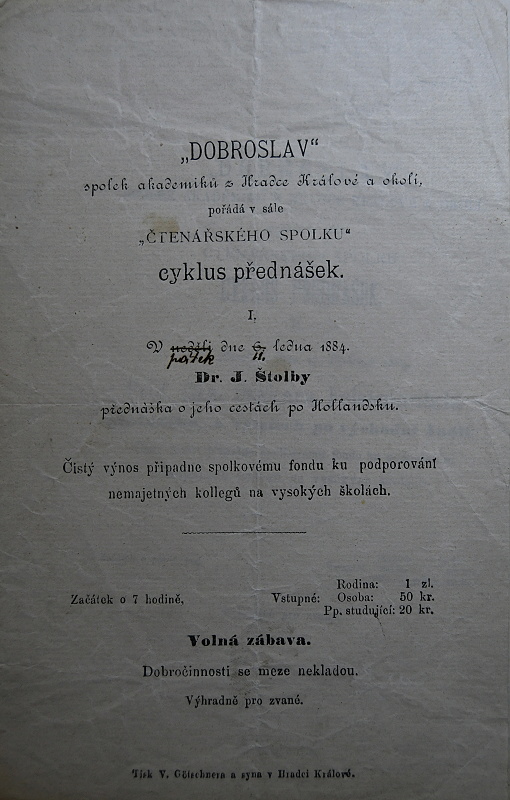 „DOBROSLAV“
spolek akademiků z Hradce Králové a okolí,
pořádá v sále
„ČTENÁŘSKÉHO SPOLKU“
cyklus přednášek.
I.
V neděli dne 6. ledna 1884.
pátek 11.
Dr. J. Štolby
přednáška o jeho cestách po Hollandsku.
Čistý výnos připadne spolkovému fondu ku podporování
nemajetných kollegů na vysokých školách.
Začátek o 7 hodině.
Vstupné:
Rodina: 1 zl.
Osoba: 50 kr.
Pp. studující: 20 kr.
Volná zábava.
Dobročinnosti se meze nekladou.
Výhradně pro zvané.
Tisk V. Götschnera a syna v Hradci Králové.